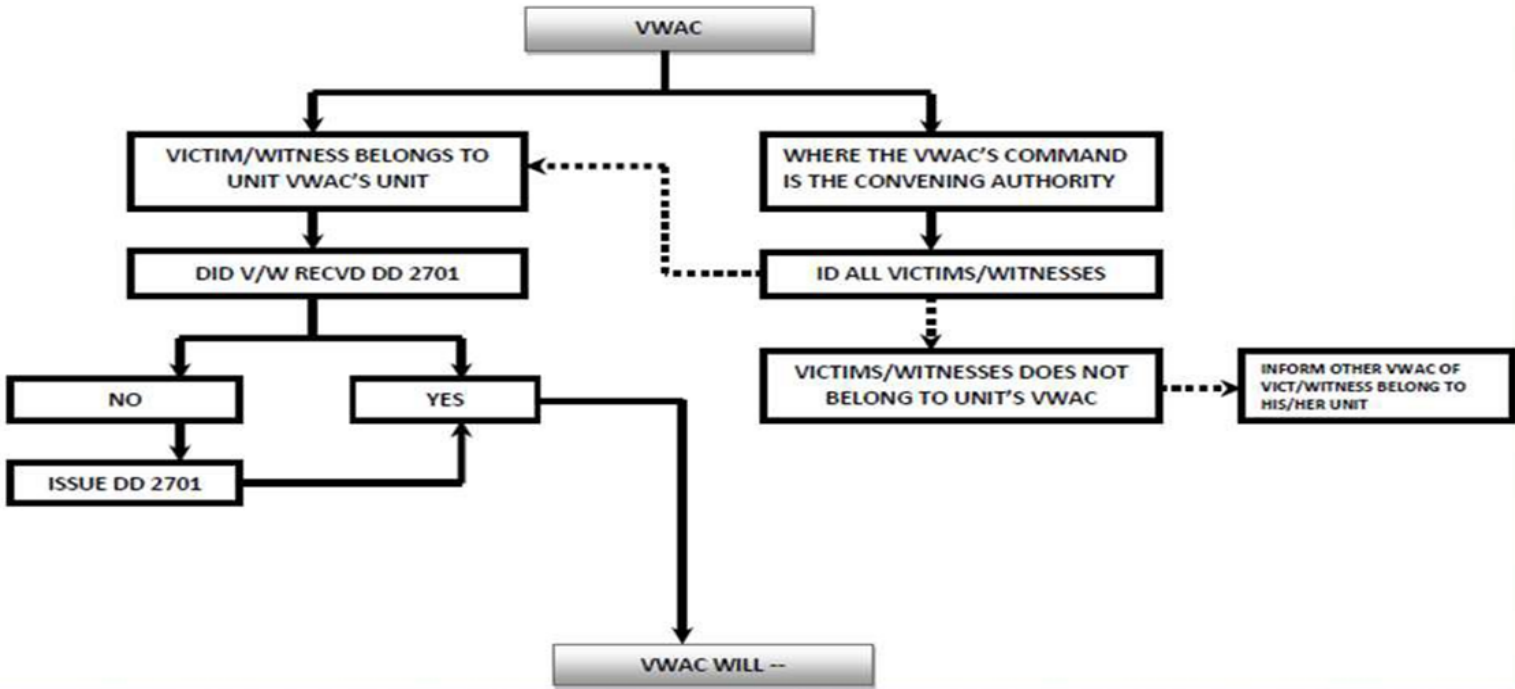 VWAC
VICTIM/WITNESS BELONGS TO
UNIT VWAC'S UNIT
WHERE THE VWAC'S COMMAND
IS THE CONVENING AUTHORITY
DID V/W RECVD DD 2701
ID ALL VICTIMS/WITNESSES
NO
YES
VICTIMS/WITNESSES DOES NOT
BELONG TO UNIT'S VWAC
INFORM OTHER VWAC OF
VICT/WITNESS BELONG TO
HIS/HER UNIT
ISSUE DD 2701
VWAC WILL --